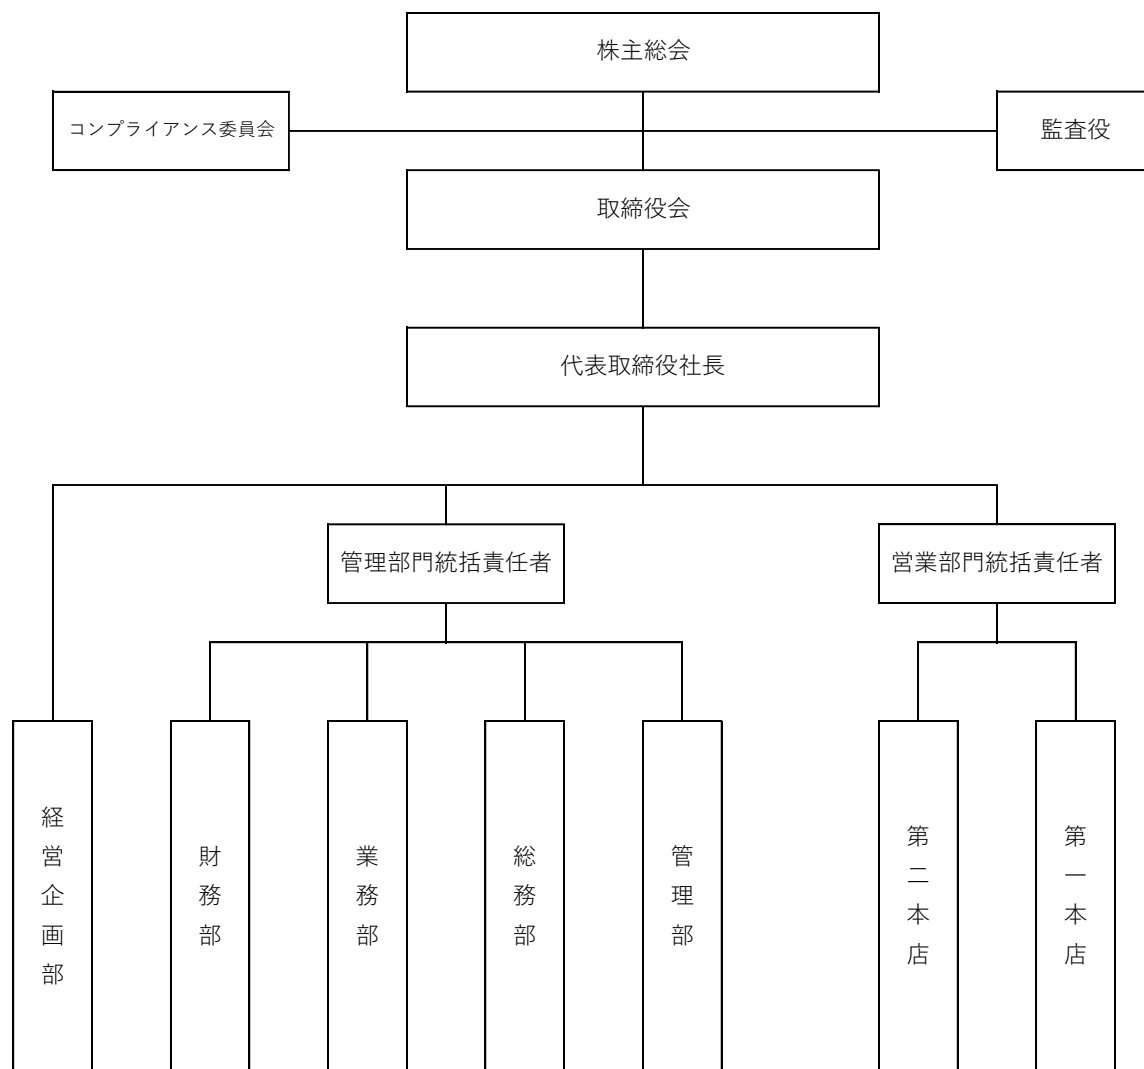 株主総会
コンプライアンス委員会
監査役
取締役会
代表取締役社長
管理部門統括責任者
営業部門統括責任者
経営企画部
財務部
業務部
総務部
管理部
第二本店
第一本店